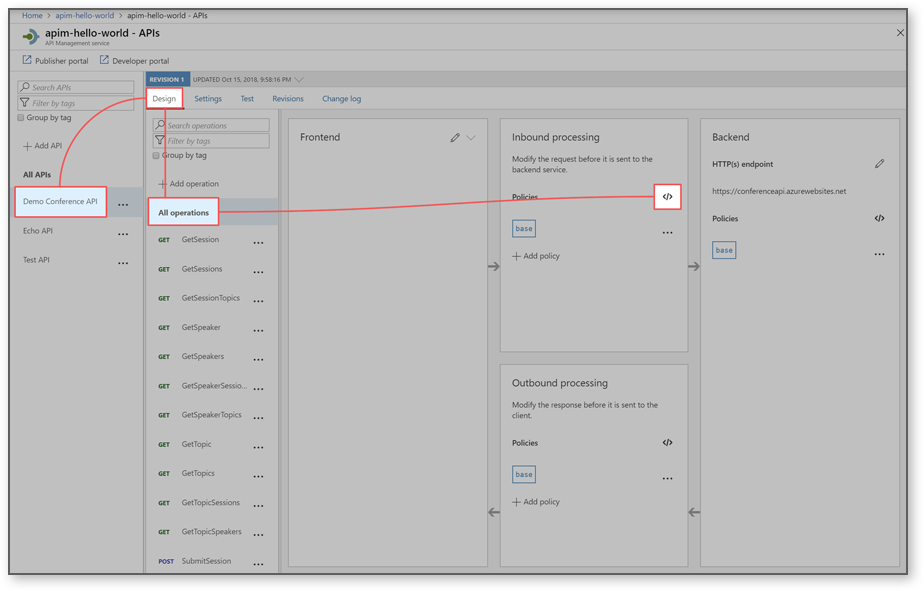 Home > apim-hello-world > apim-hello-world - APIs
apim-hello-world - APIs
API Management service
Publisher portal
Developer portal
Search APIs
Filter by tags
Group by tag
Add API
All APIs
Demo Conference API
Echo API
Test API
REVISION 1
UPDATED Oct 15, 2018, 9:58:16 PM
Design
Settings
Test
Revisions
Change log
Search operations
Filter by tags
Group by tag
Add operation
All operations
GET GetSession
GET GetSessions
GET GetSessionTopics
GET GetSpeaker
GET GetSpeakers
GET GetSpeakerSessio...
GET GetSpeakerTopics
GET GetTopic
GET GetTopics
GET GetTopicSessions
GET GetTopicSpeakers
POST SubmitSession
Frontend
Inbound processing
Modify the request before it is sent to the
backend service.
Policies
</>
base
Add policy
Outbound processing
Modify the response before it is sent to the
client.
Policies
</>
base
Add policy
Backend
HTTP(s) endpoint
https://conferenceapi.azurewebsites.net
Policies
</>
base